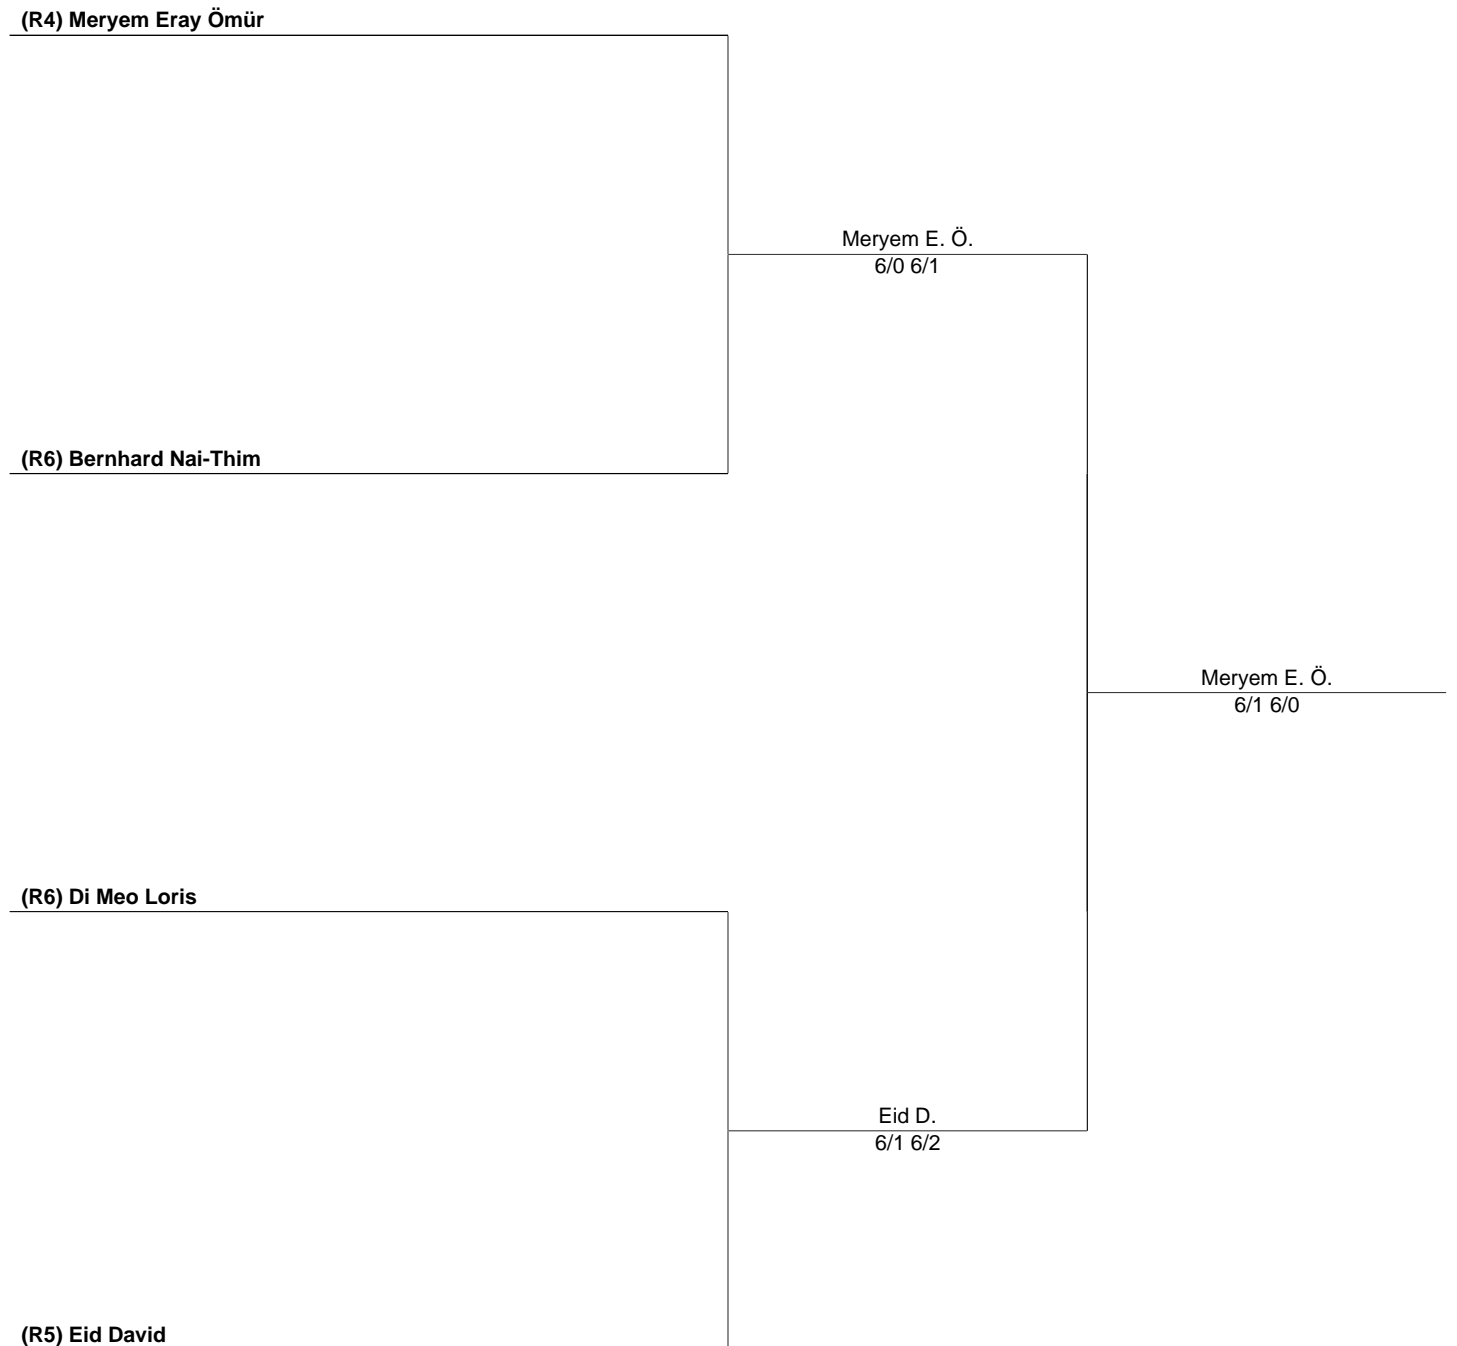 (R4) Meryem Eray Ömür
Meryem E. Ö.
6/0 6/1
(R6) Bernhard Nai-Thim
Meryem E. Ö.
6/1 6/0
(R6) Di Meo Loris
Eid D.
6/1 6/2
(R5) Eid David